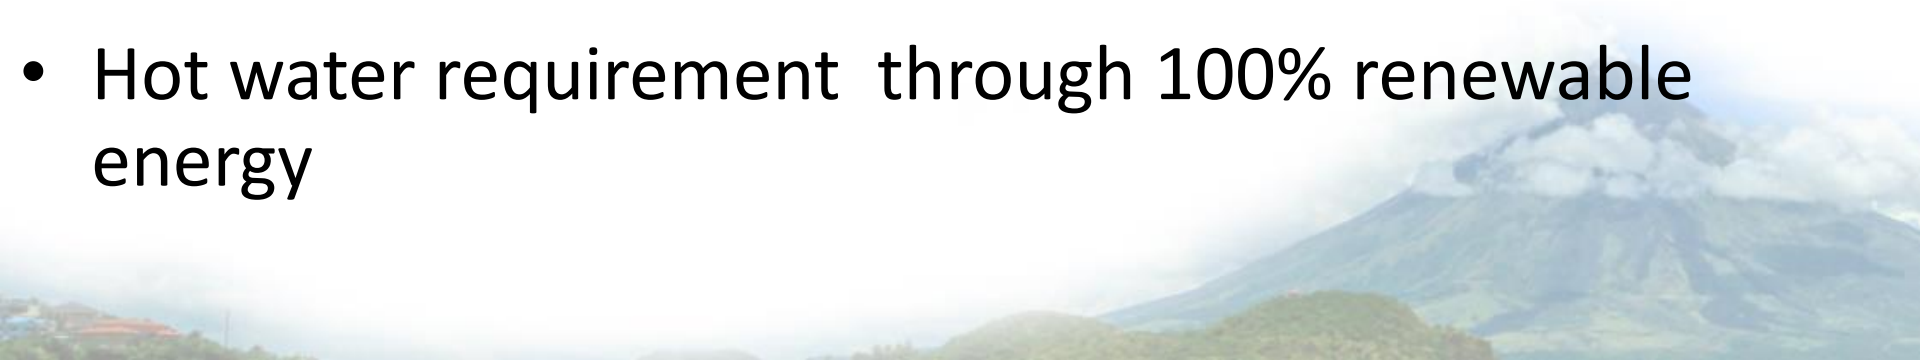 • Hot water requirement  through 100% renewable
energy